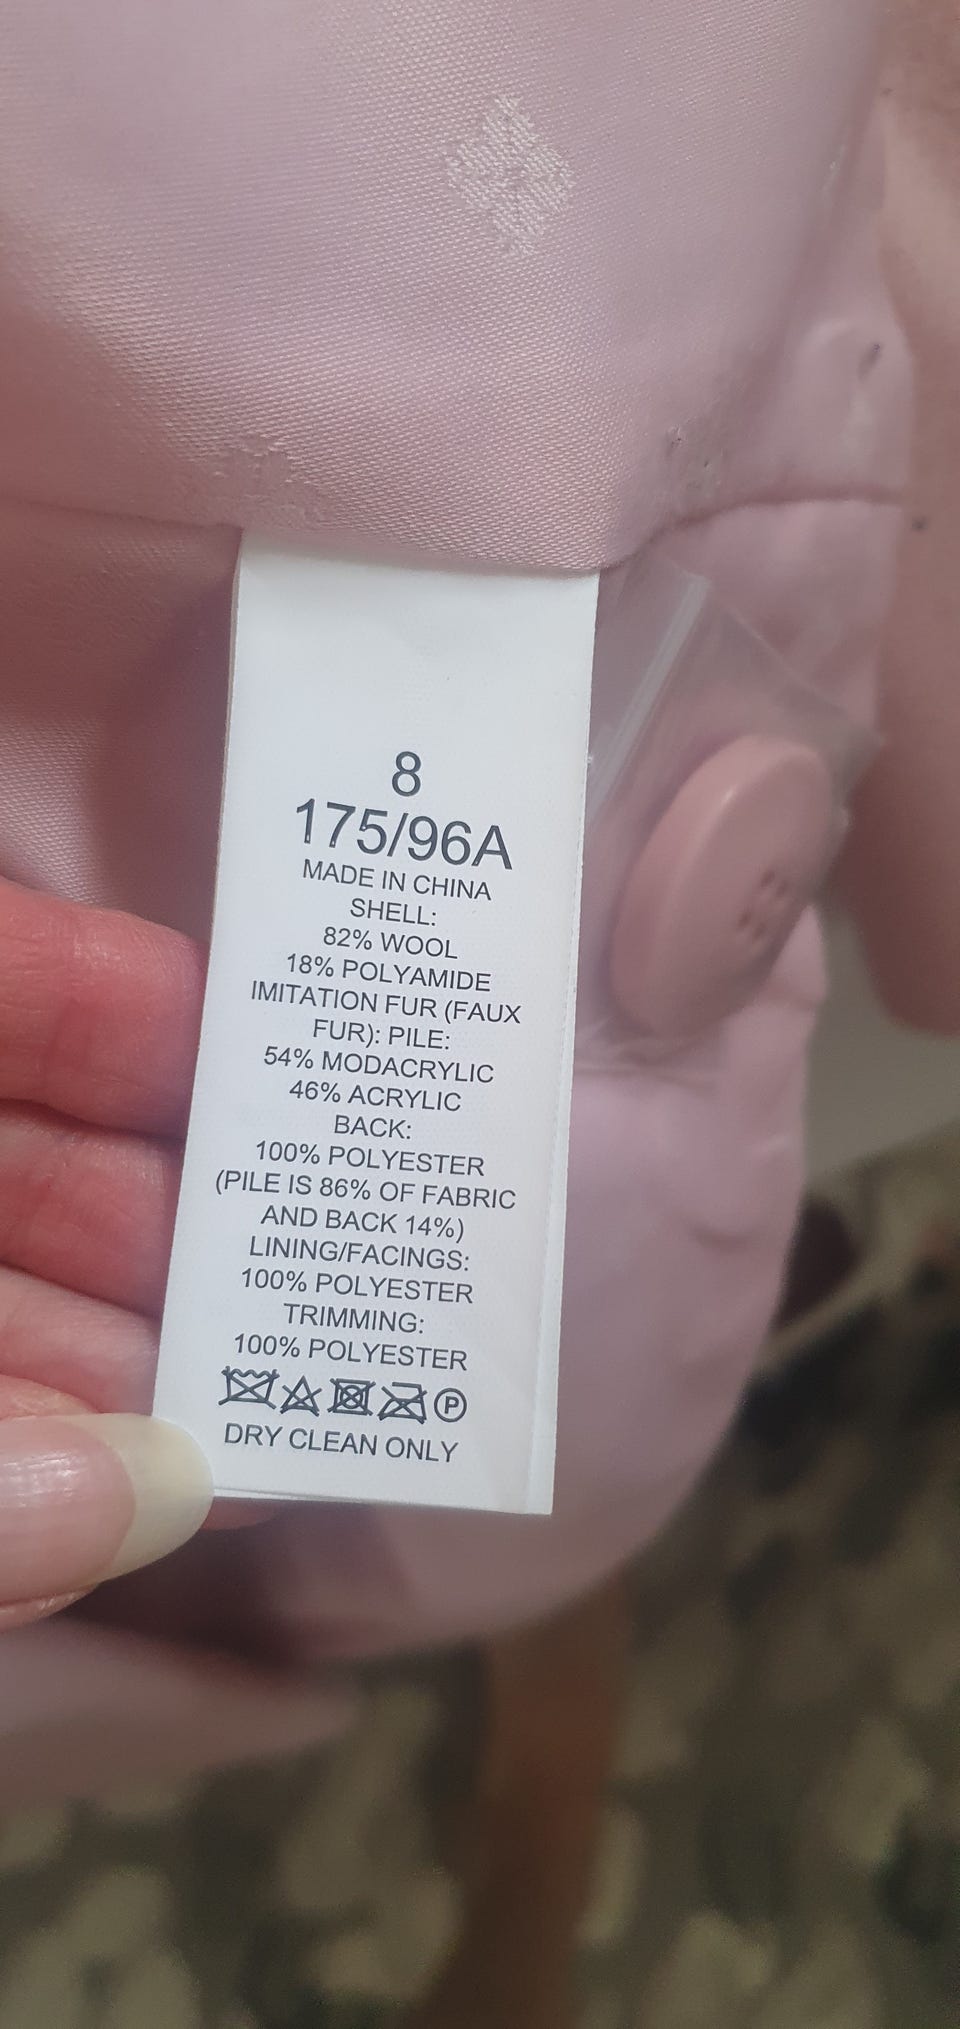 8
175/96A
MADE IN CHINA
SHELL:
82% WOOL
18% POLYAMIDE
IMITATION FUR (FAUX
FUR): PILE:
54% MODACRYLIC
46% ACRYLIC
BACK:
100% POLYESTER
(PILE IS 86% OF FABRIC
AND BACK 14%)
LINING/FACINGS:
100% POLYESTER
TRIMMING:
100% POLYESTER
P
DRY CLEAN ONLY